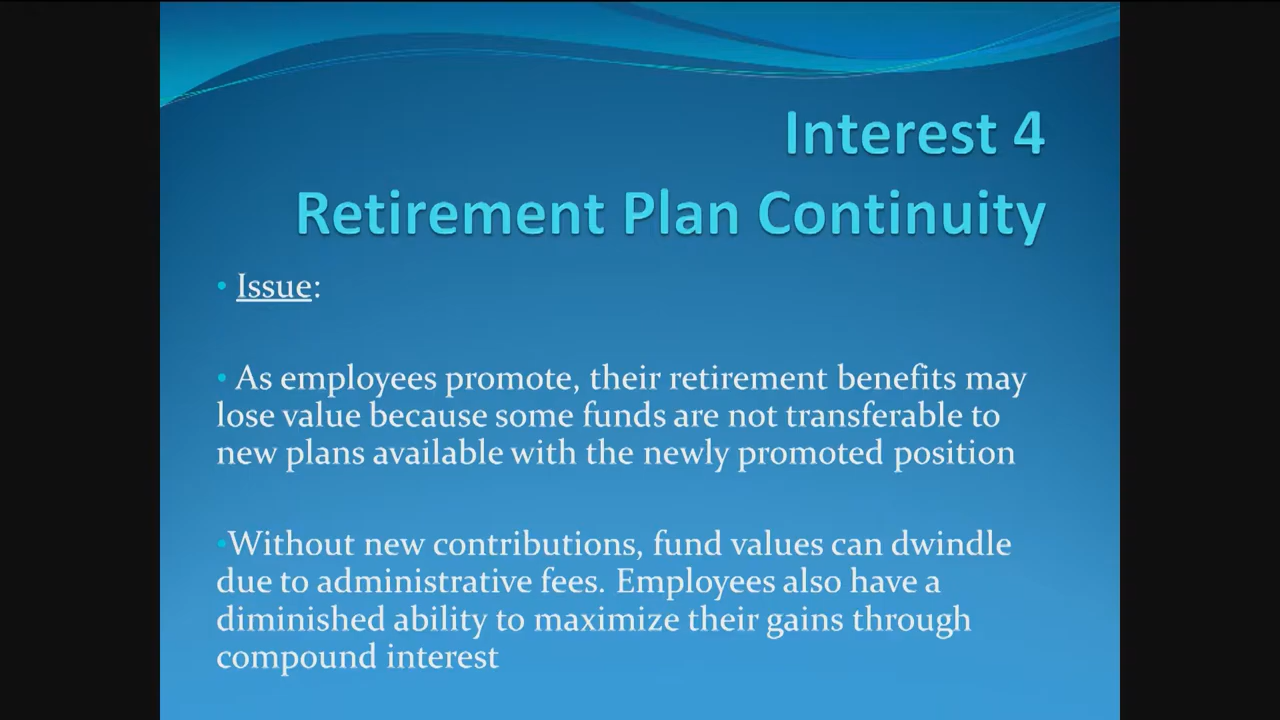 Interest 4
Retirement Plan Continuity
• Issue:
• As employees promote, their retirement benefits may
lose value because some funds are not transferable to
new plans available with the newly promoted position
•Without new contributions, fund values can dwindle
due to administrative fees. Employees also have a
diminished ability to maximize their gains through
compound interest